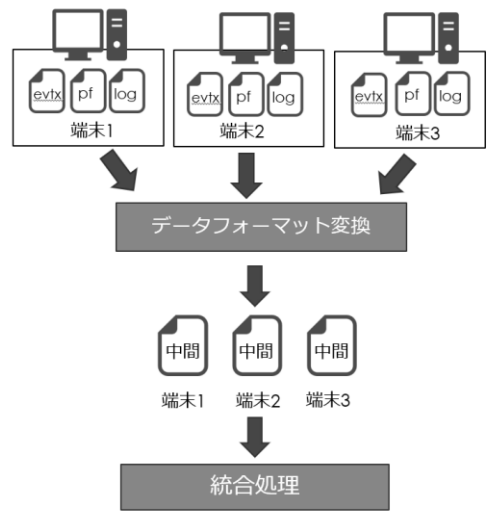 evtx pf log
端末1
evtx pf log
端末2
evtx pf log
端末3
データフォーマット変換
中間 中間 中間
端末1 端末2 端末3
統合処理